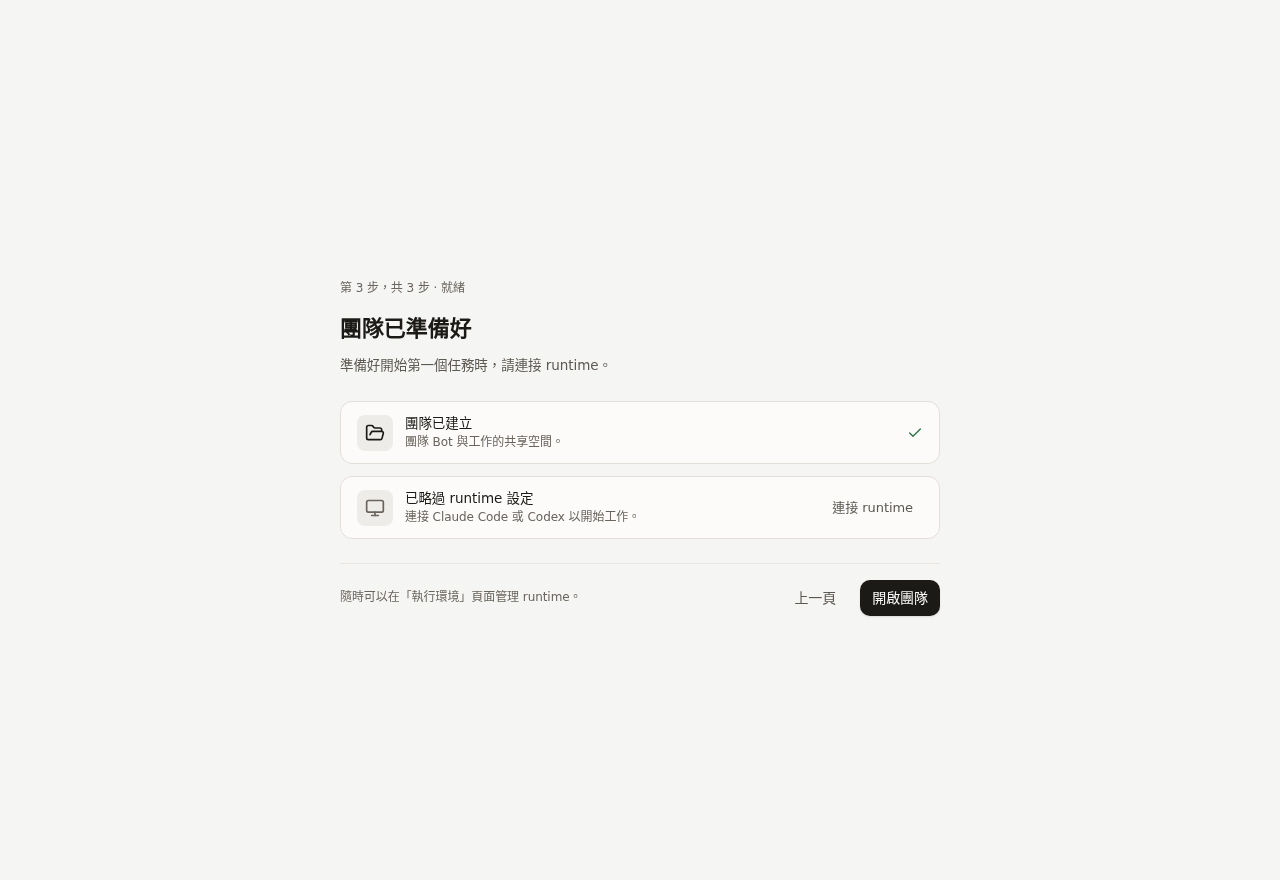 第 3 步，共 3 步 · 就緒
團隊已準備好
準備好開始第一個任務時，請連接 runtime。
團隊已建立
團隊 Bot 與工作的共享空間。
已略過 runtime 設定
連接 Claude Code 或 Codex 以開始工作。
連接 runtime
隨時可以在「執行環境」頁面管理 runtime。
上一頁
開啟團隊